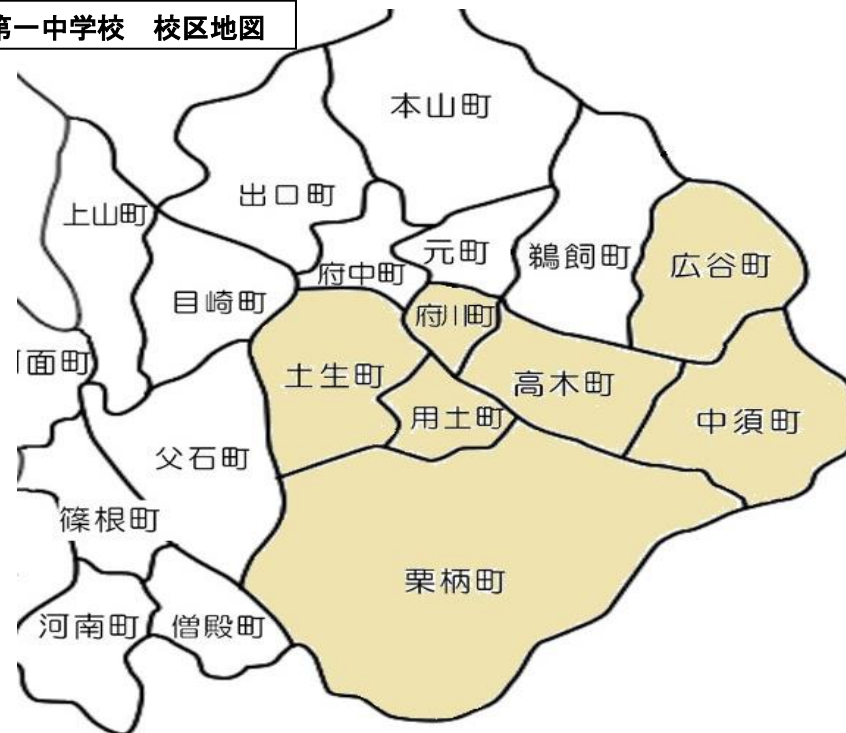 第一中学校 校区地図
本山町
出口町
上山町
元町
鵜飼町
広谷町
府中町
目崎町
府川町
面町
土生町
高木町
用土町
中須町
父石町
篠根町
栗柄町
河南町
僧殿町